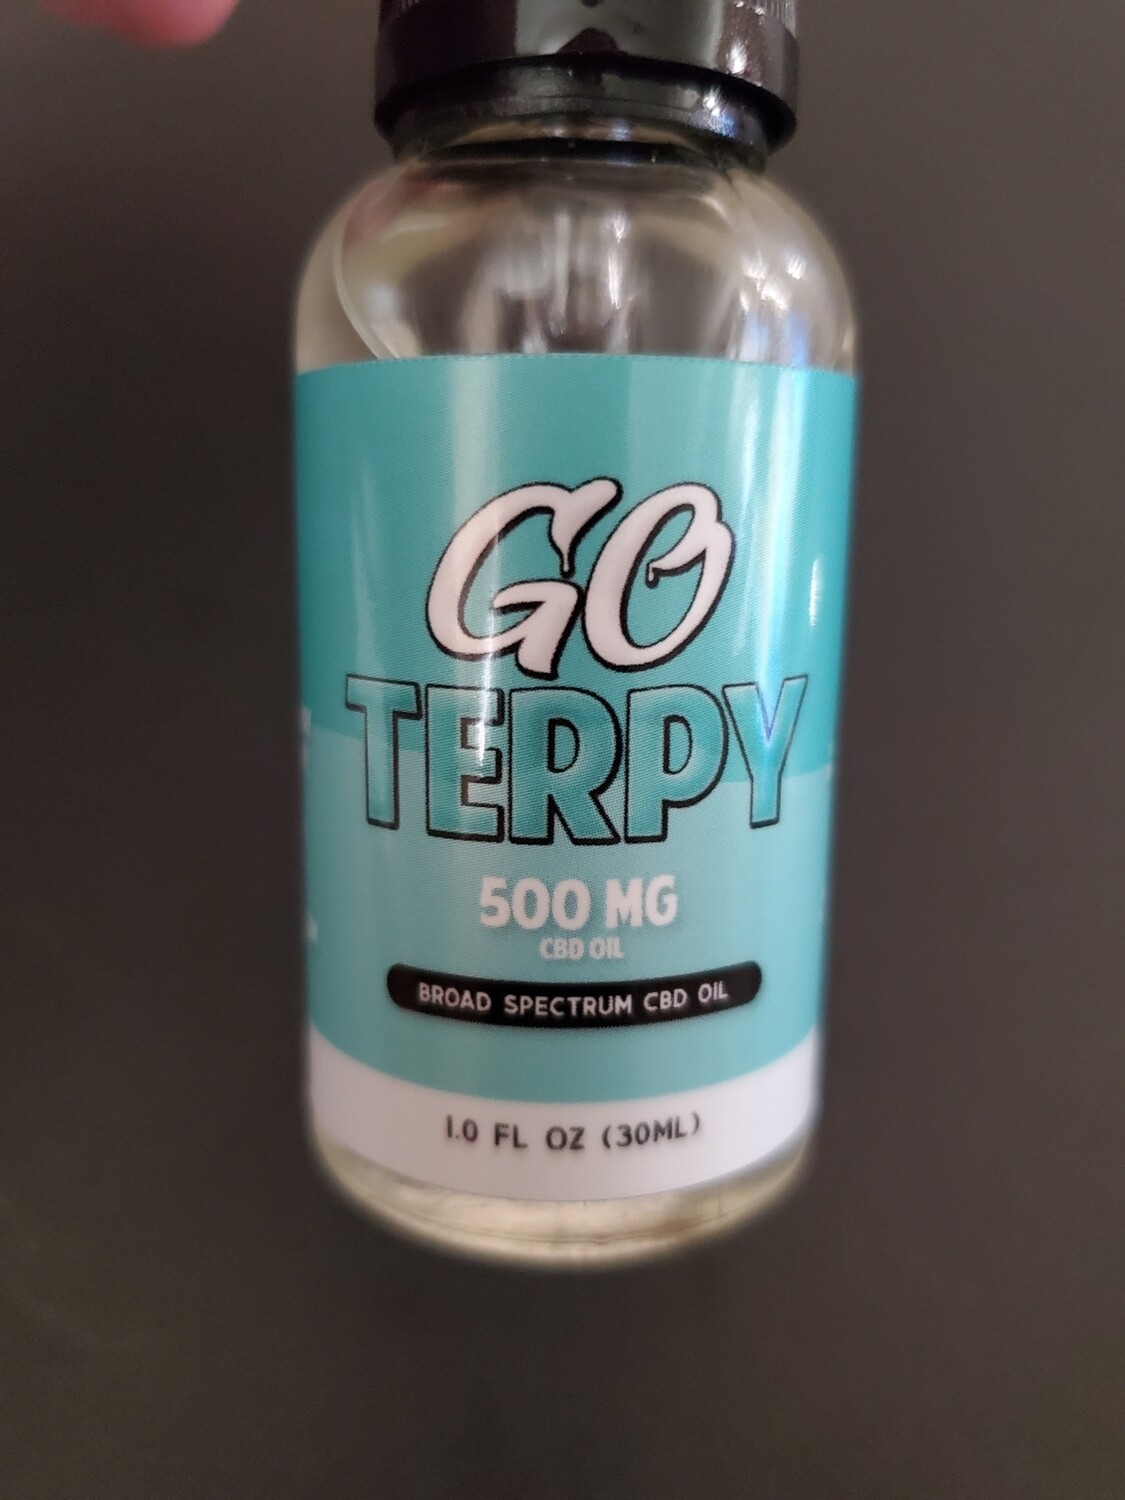 GO
TERPY
500 MG
CBD OIL
BROAD SPECTRUM CBD OIL
1.0 FL OZ (30ML)